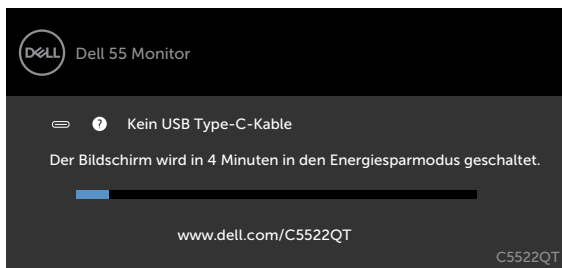 DELL
Dell 55 Monitor
? Kein USB Type-C-Kable
Der Bildschirm wird in 4 Minuten in den Energiesparmodus geschaltet.
www.dell.com/C5522QT
C5522QT